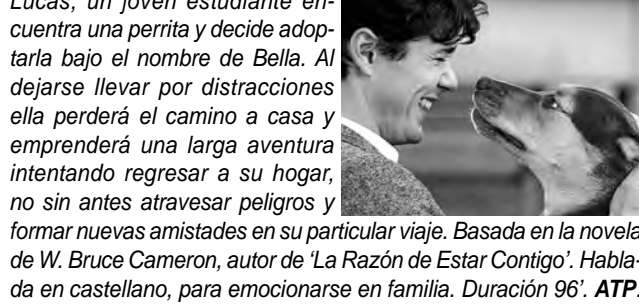 Lucas, un joven estudiante en-
cuentra una perrita y decide adop-
tarla bajo el nombre de Bella. Al
dejarse llevar por distracciones
ella perderá el camino a casa y
emprenderá una larga aventura
intentando regresar a su hogar,
no sin antes atravesar peligros y
formar nuevas amistades en su particular viaje. Basada en la novela
de W. Bruce Cameron, autor de ‘La Razón de Estar Contigo’. Habla-
da en castellano, para emocionarse en familia. Duración 96’. ATP.